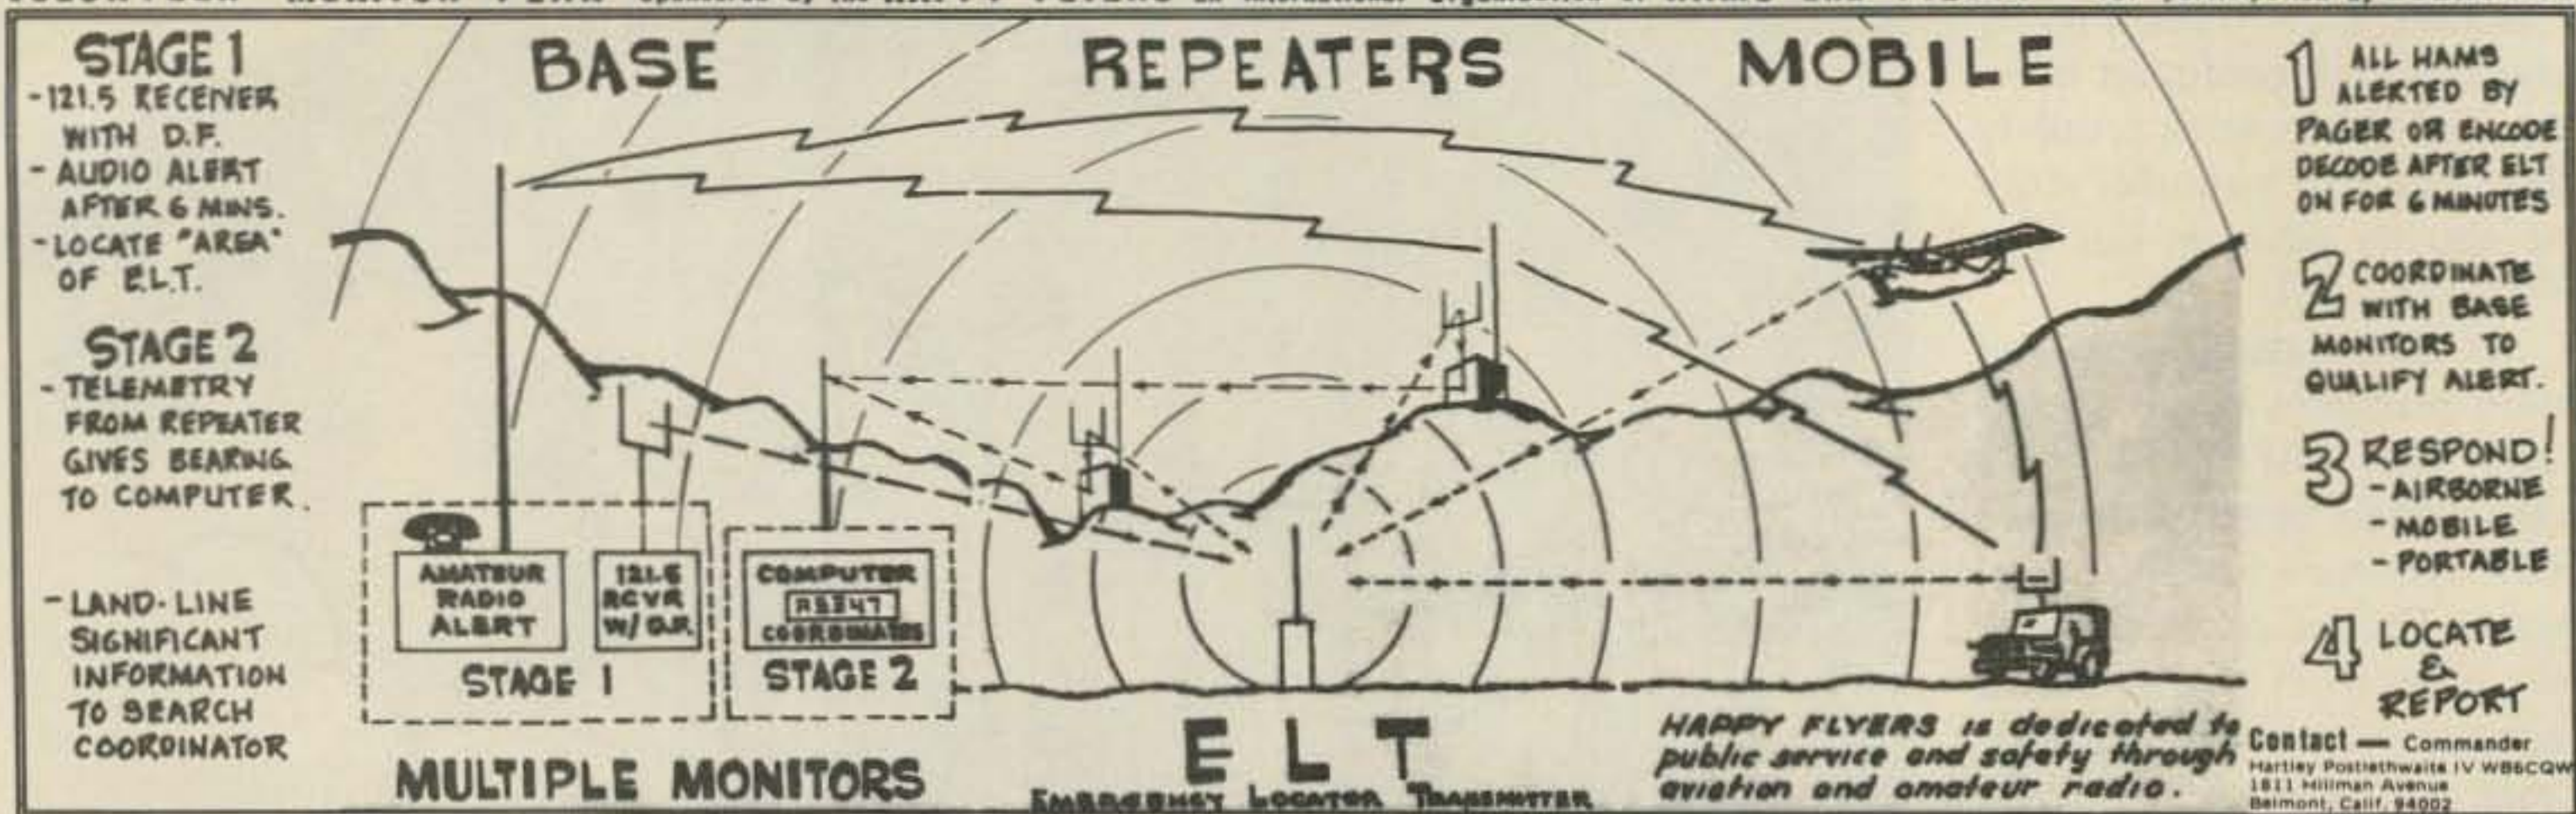 STAGE 1
-121.5 RECEIVER
WITH D.F.
- AUDIO ALERT
AFTER 6 MINS.
-LOCATE "AREA"
OF E.L.T.
STAGE 2
- TELEMETRY
FROM REPEATER
GIVES BEARING
TO COMPUTER.
- LAND-LINE
SIGNIFICANT
INFORMATION
TO SEARCH
COORDINATOR
BASE
REPEATERS
MOBILE
AMATEUR
RADIO
ALERT
121.5
RCVR
W/ D.F.
STAGE 1
COMPUTER
COORDINATES
STAGE 2
MULTIPLE MONITORS
ELT
EMERGENCY LOCATOR TRANSMITTER
HAPPY FLYERS is dedicated to
public service and safety through
aviation and amateur radio.
1 ALL HAMS
ALERTED BY
PAGER OR ENCODE
DECODE AFTER ELT
ON FOR 6 MINUTES
2 COORDINATE
WITH BASE
MONITORS TO
QUALIFY ALERT.
3 RESPOND!
- AIRBORNE
- MOBILE
- PORTABLE
4 LOCATE
&
REPORT
Contact — Commander
Hartley Postlethwaite IV WB6CQW
1811 Hillman Avenue
Belmont, Calif. 94002